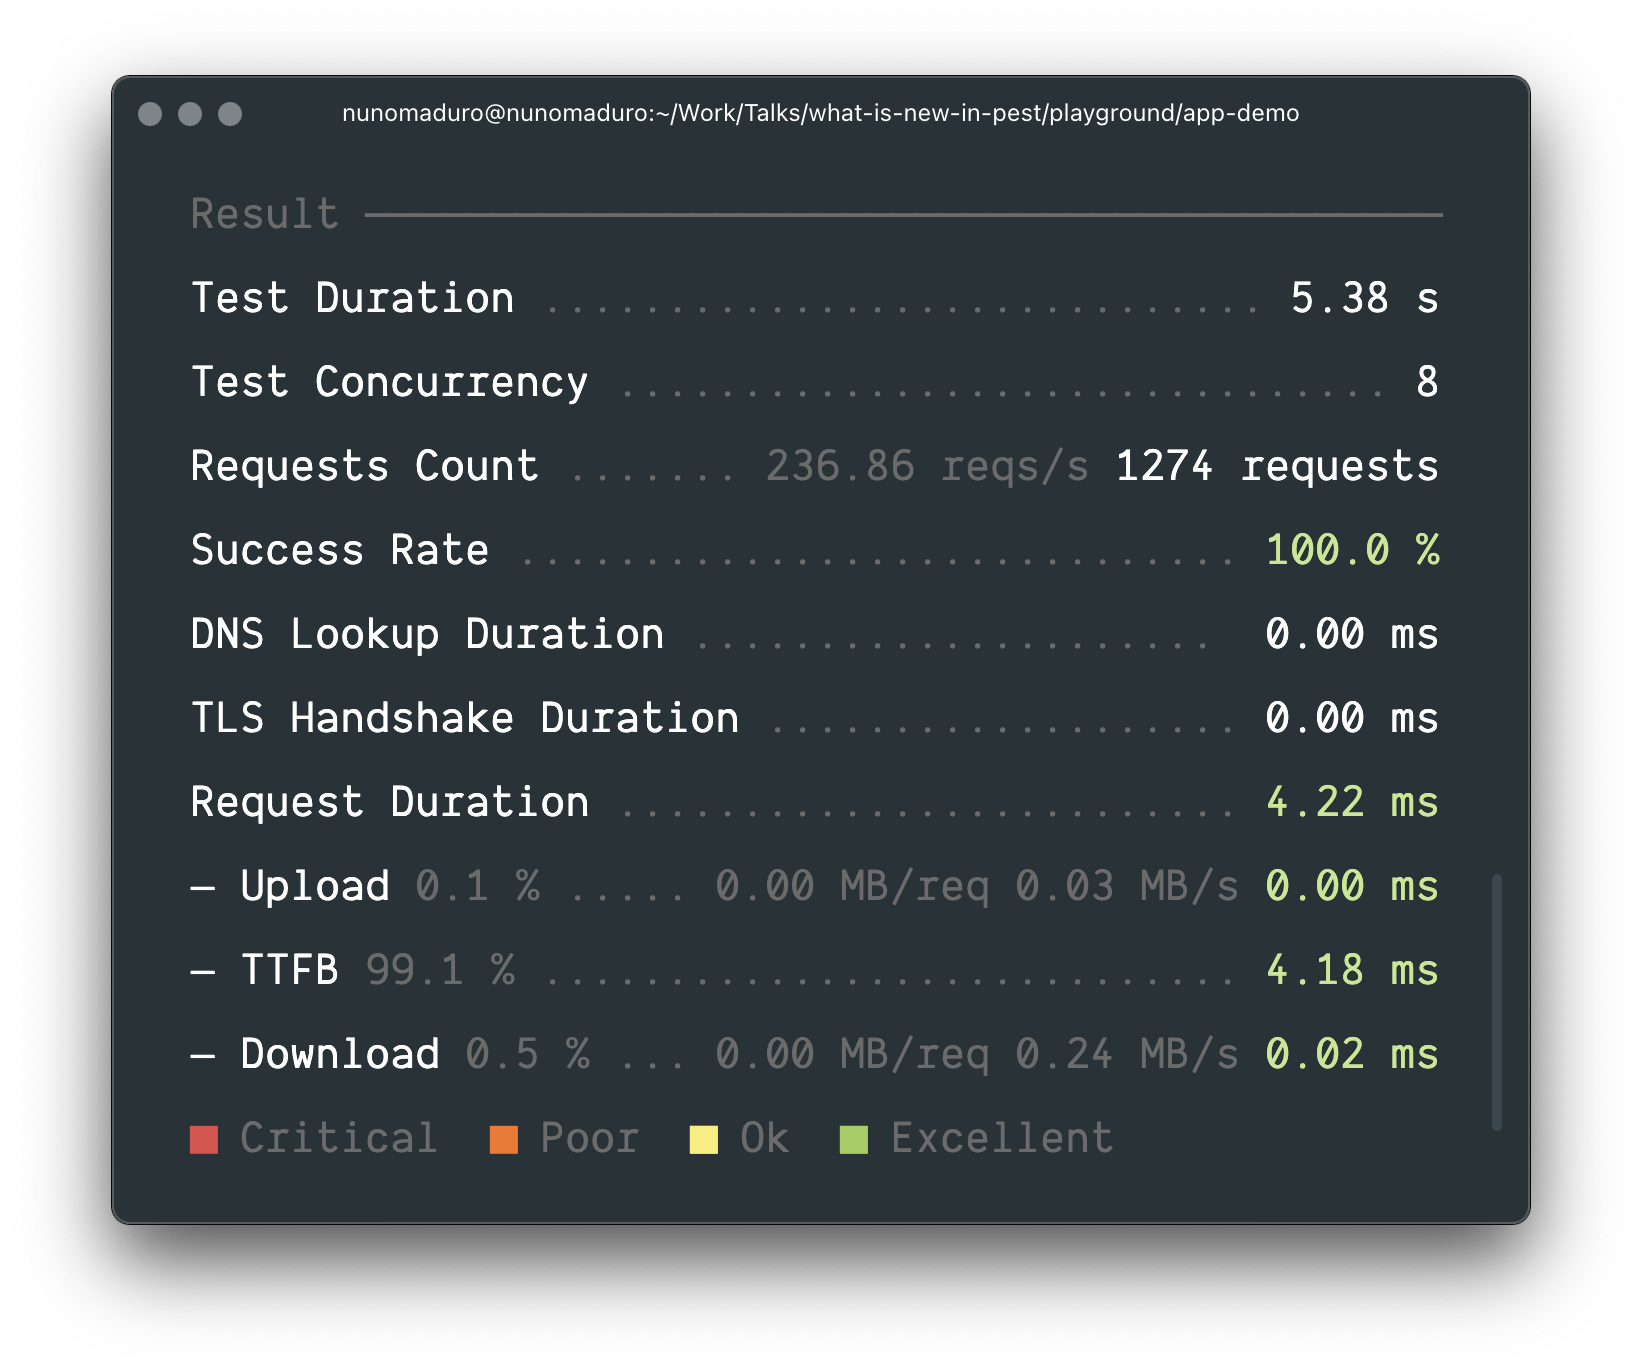 nunomaduro@nunomaduro:~/Work/Talks/what-is-new-in-pest/playground/app-demo
Result
Test Duration ............................. 5.38 s
Test Concurrency ............................... 8
Requests Count ....... 236.86 reqs/s 1274 requests
Success Rate ............................. 100.0 %
DNS Lookup Duration ..................... 0.00 ms
TLS Handshake Duration ................... 0.00 ms
Request Duration ......................... 4.22 ms
— Upload 0.1 % ..... 0.00 MB/req 0.03 MB/s 0.00 ms
— TTFB 99.1 % ............................ 4.18 ms
— Download 0.5 % ... 0.00 MB/req 0.24 MB/s 0.02 ms
Critical Poor Ok Excellent